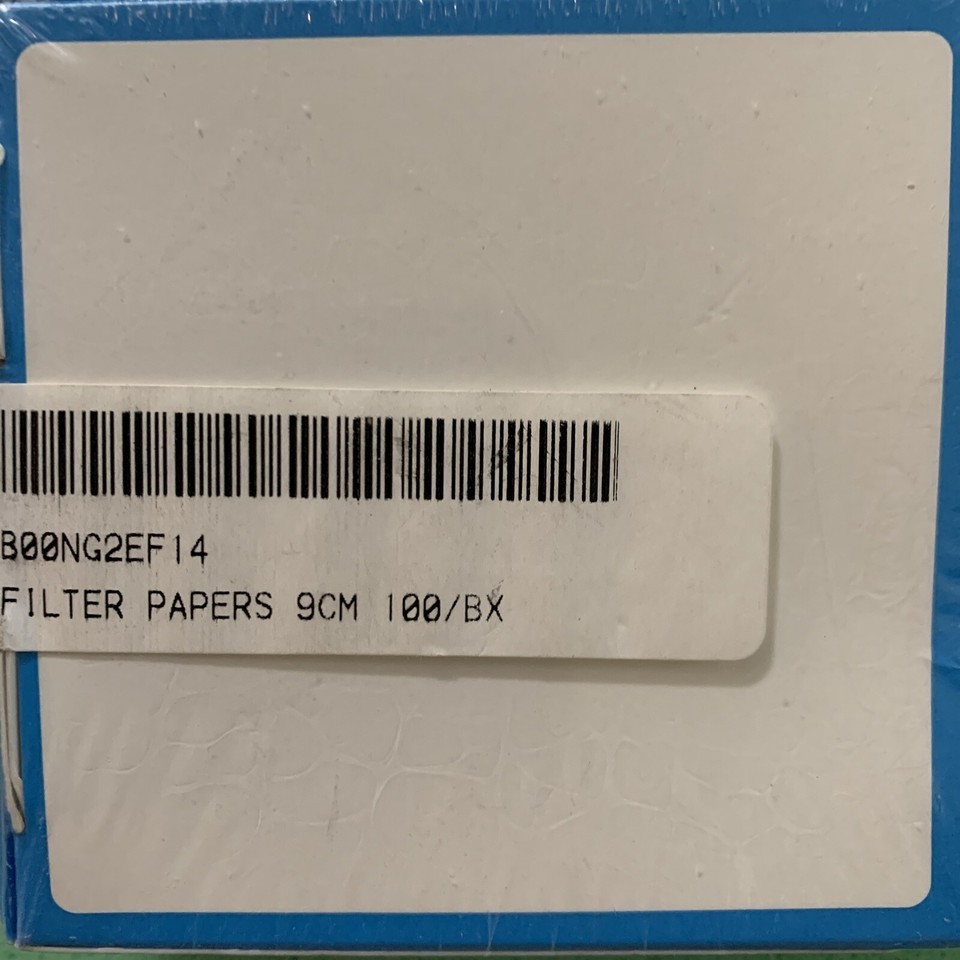 B00NG2EF14
FILTER PAPERS 9CM 100/BX